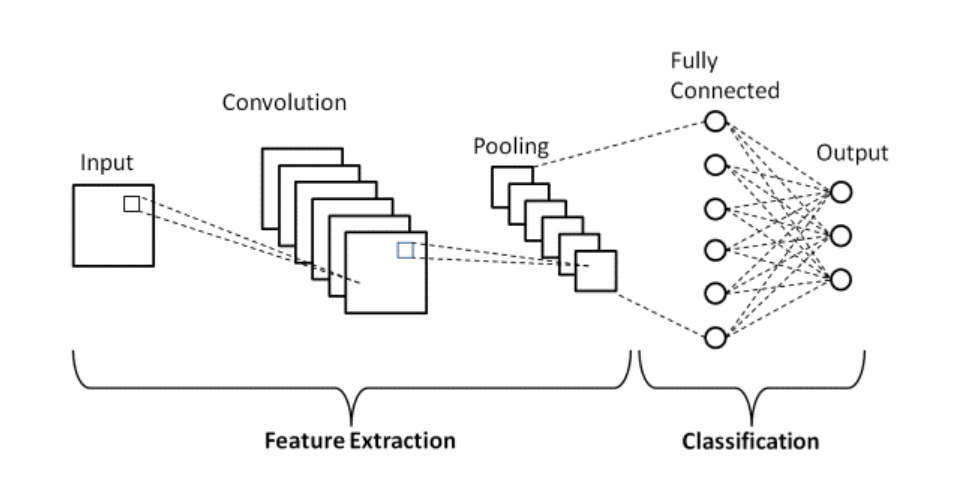 Input
Convolution
Pooling
Fully
Connected
Output
Feature Extraction
Classification